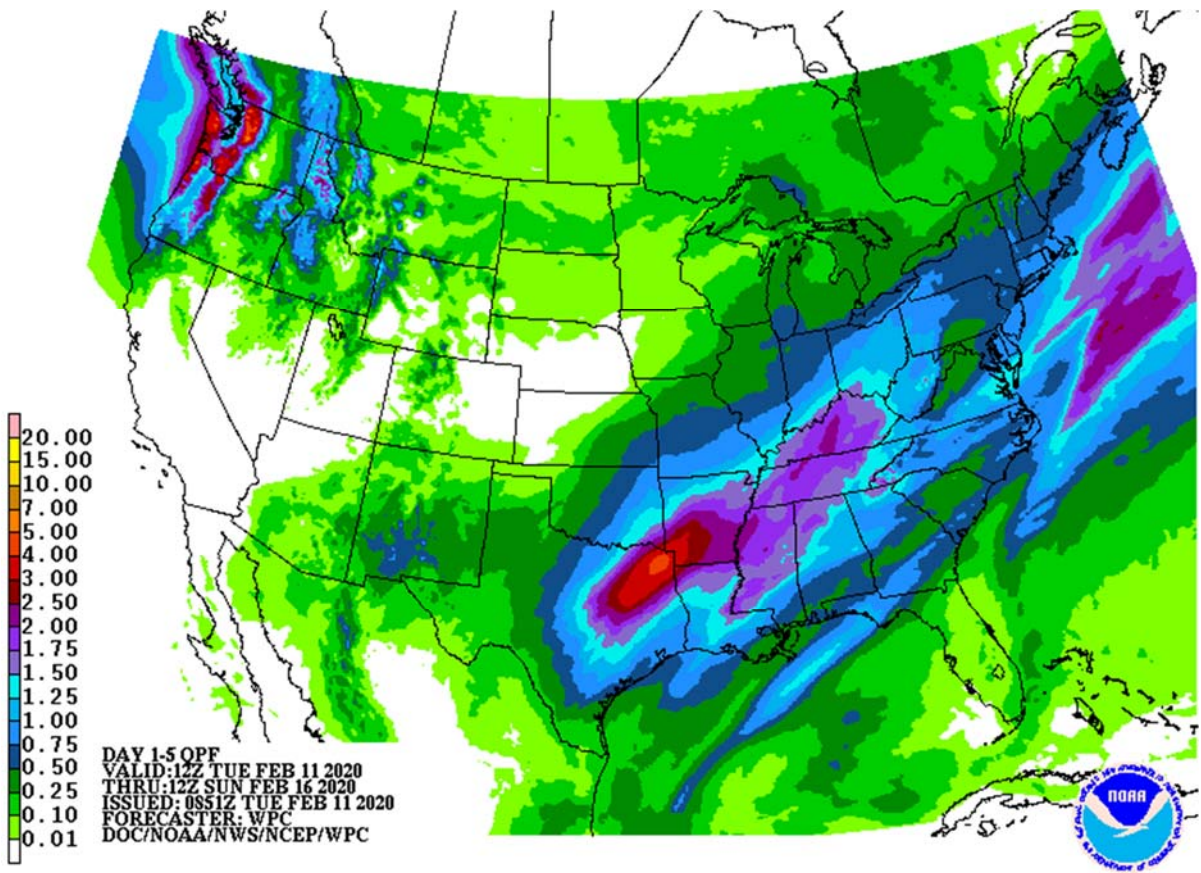 20.00
15.00
10.00
7.00
5.00
4.00
3.00
2.50
2.00
1.75
1.50
1.25
1.00
0.75
0.50
0.25
0.10
0.01
DAY 1-5 QPF
VALID:12Z TUE FEB 11 2020
THRU:12Z SUN FEB 16 2020
ISSUED: 0851Z TUE FEB 11 2020
FORECASTER: WPC
DOC/NOAA/NWS/NCEP/WPC
NOAA